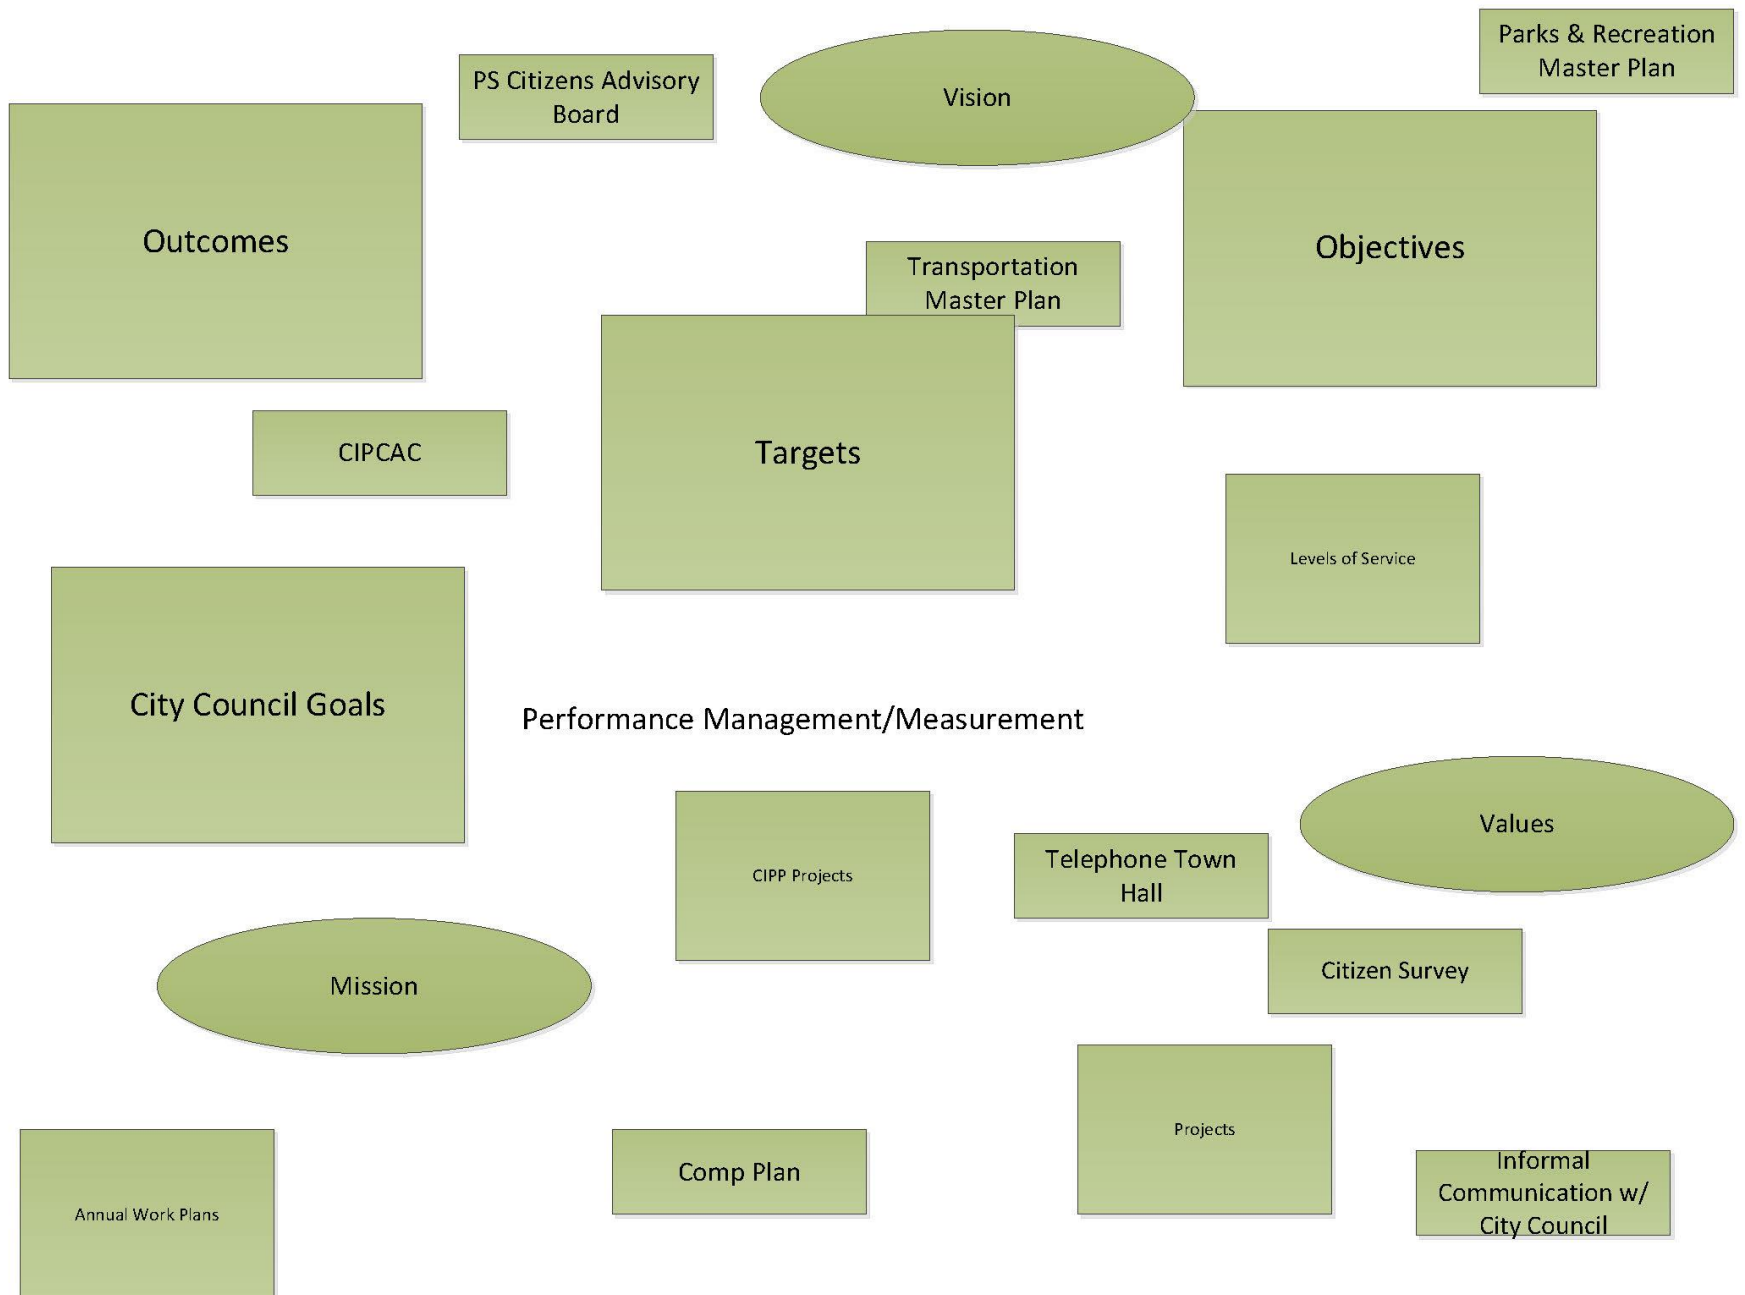 Parks & Recreation
Master Plan
PS Citizens Advisory
Board
Vision
Outcomes
Objectives
Transportation
Master Plan
CIPCAC
Targets
Levels of Service
City Council Goals
Performance Management/Measurement
Values
CIPP Projects
Telephone Town
Hall
Citizen Survey
Mission
Projects
Comp Plan
Informal
Communication w/
City Council
Annual Work Plans